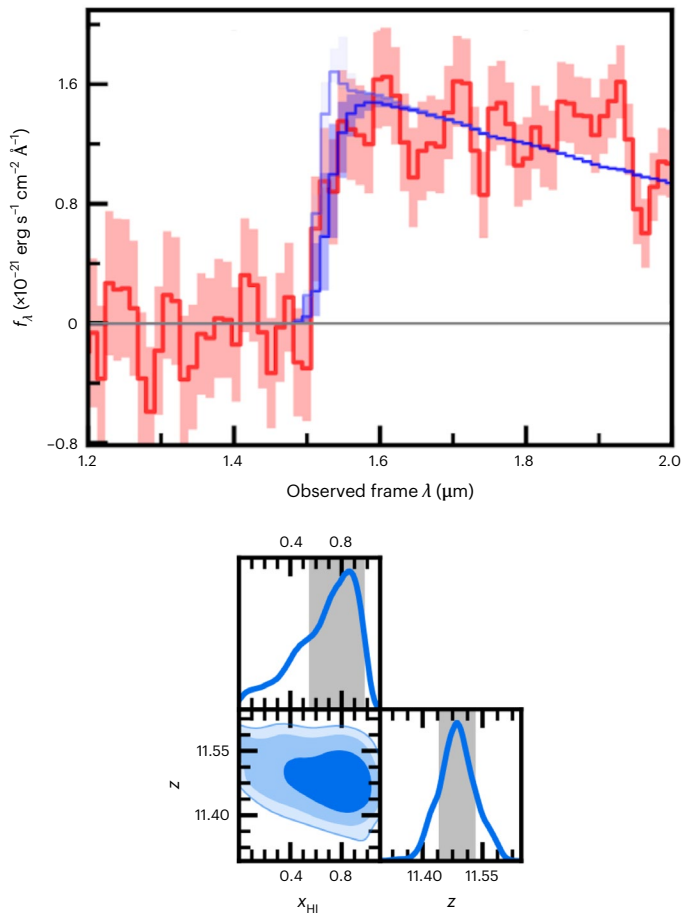 1.6
0.8
0
−0.8
fλ (×10⁻²¹ erg s⁻¹ cm⁻² Å⁻¹)
1.2 1.4 1.6 1.8 2.0
Observed frame λ (μm)
0.4 0.8
11.55
11.40
z
0.4 0.8 11.40 11.55
xHI z